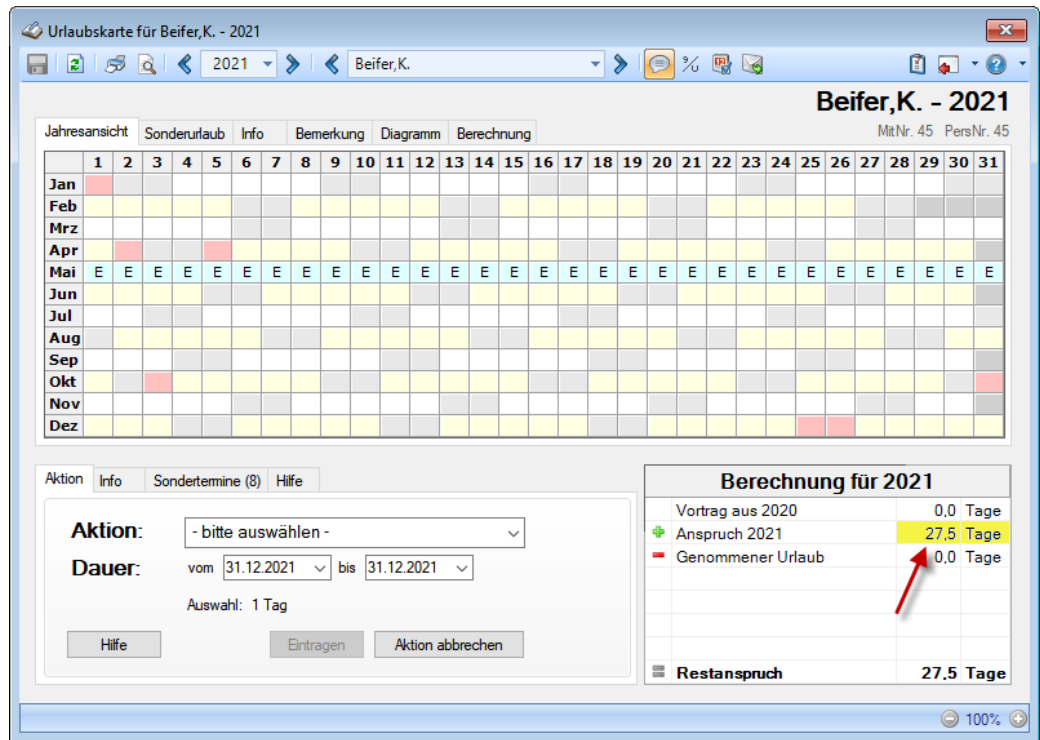 Urlaubskarte für Beifer,K. - 2021
2021 Beifer,K.
Beifer,K. - 2021
MitNr. 45 PersNr. 45
Jahresansicht Sonderurlaub Info Bemerkung Diagramm Berechnung
1 2 3 4 5 6 7 8 9 10 11 12 13 14 15 16 17 18 19 20 21 22 23 24 25 26 27 28 29 30 31
Jan
Feb
Mrz
Apr
Mai E E E E E E E E E E E E E E E E E E E E E E E E E E E E E E E
Jun
Jul
Aug
Sep
Okt
Nov
Dez
Aktion Info Sondertermine (8) Hilfe
Aktion: - bitte auswählen -
Dauer: vom 31.12.2021 bis 31.12.2021
Auswahl: 1 Tag
Hilfe Eintragen Aktion abbrechen
Berechnung für 2021
Vortrag aus 2020 0,0 Tage
Anspruch 2021 27,5 Tage
Genommener Urlaub 0,0 Tage
Restanspruch 27,5 Tage
100%